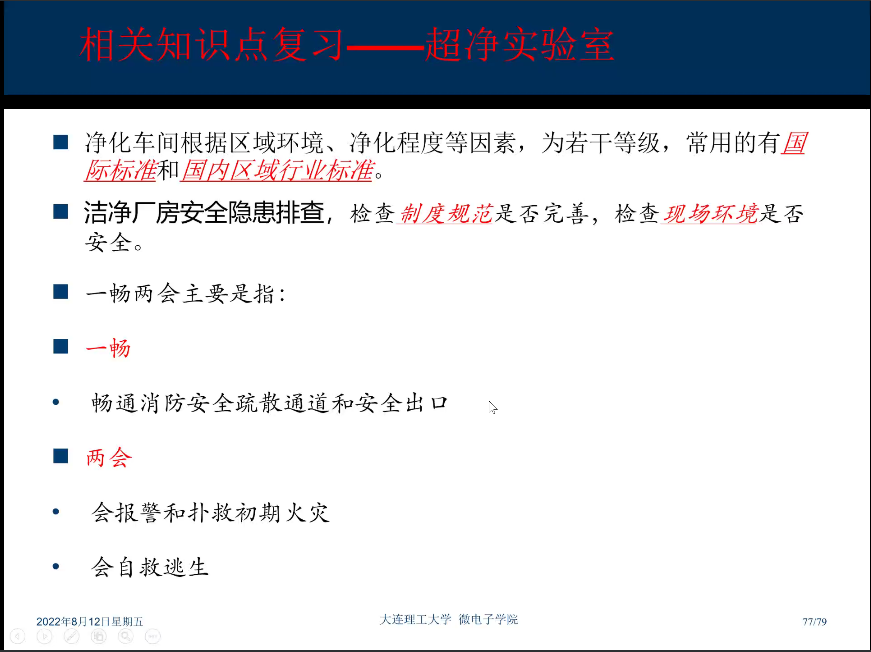 相关知识点复习——超净实验室
净化车间根据区域环境、净化程度等因素，为若干等级，常用的有国
际标准和国内区域行业标准。
洁净厂房安全隐患排查，检查制度规范是否完善，检查现场环境是否
安全。
一畅两会主要是指：
一畅
• 畅通消防安全疏散通道和安全出口
两会
• 会报警和扑救初期火灾
• 会自救逃生
2022年8月12日星期五
大连理工大学 微电子学院
77/79